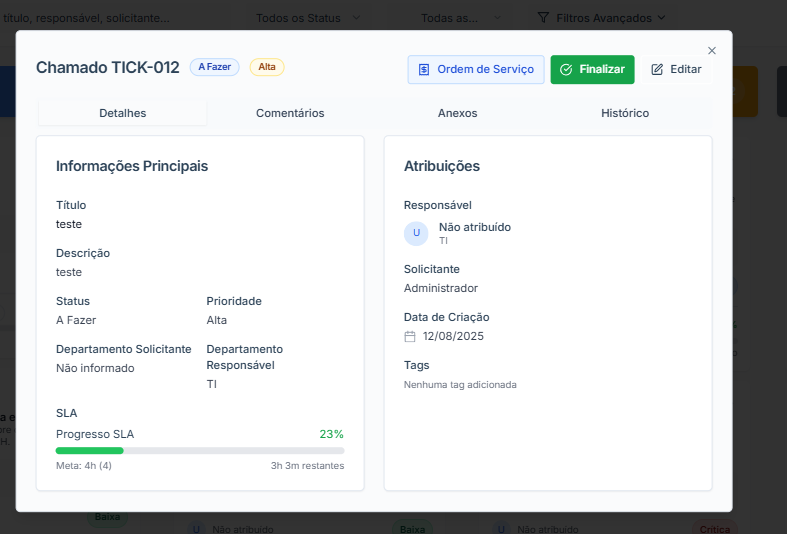 título, responsável, solicitante...
Todos os Status
Todas as...
Filtros Avançados
Chamado TICK-012
A Fazer
Alta
Ordem de Serviço
Finalizar
Editar
Detalhes
Comentários
Anexos
Histórico
Informações Principais
Título
teste
Descrição
teste
Status
Prioridade
A Fazer
Alta
Departamento Solicitante
Departamento
Responsável
Não informado
TI
SLA
Progresso SLA
23%
Meta: 4h (4)
3h 3m restantes
Atribuições
Responsável
U
Não atribuído
TI
Solicitante
Administrador
Data de Criação
12/08/2025
Tags
Nenhuma tag adicionada
Baixa
U
Não atribuído
Baixa
U
Não atribuído
Crítica